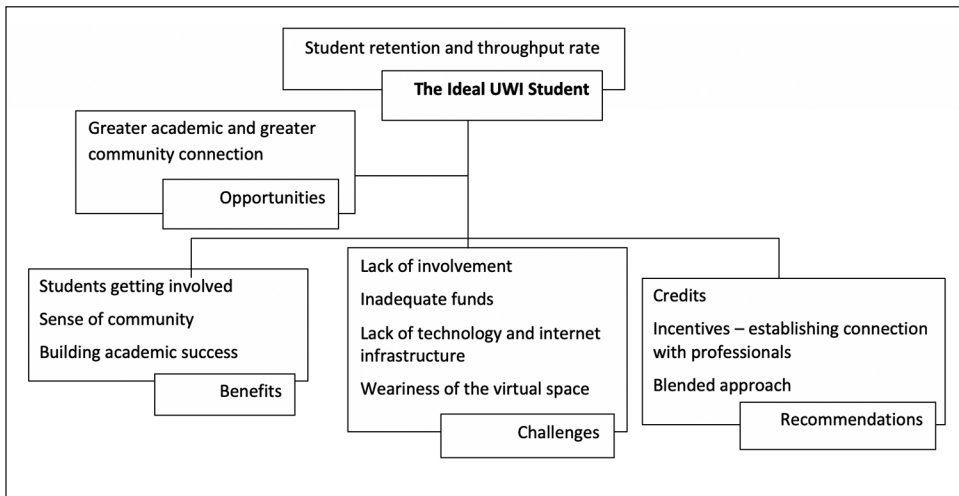 Student retention and throughput rate
The Ideal UWI Student
Greater academic and greater
community connection
Opportunities
Students getting involved
Sense of community
Building academic success
Benefits
Lack of involvement
Inadequate funds
Lack of technology and internet
infrastructure
Weariness of the virtual space
Challenges
Credits
Incentives – establishing connection
with professionals
Blended approach
Recommendations